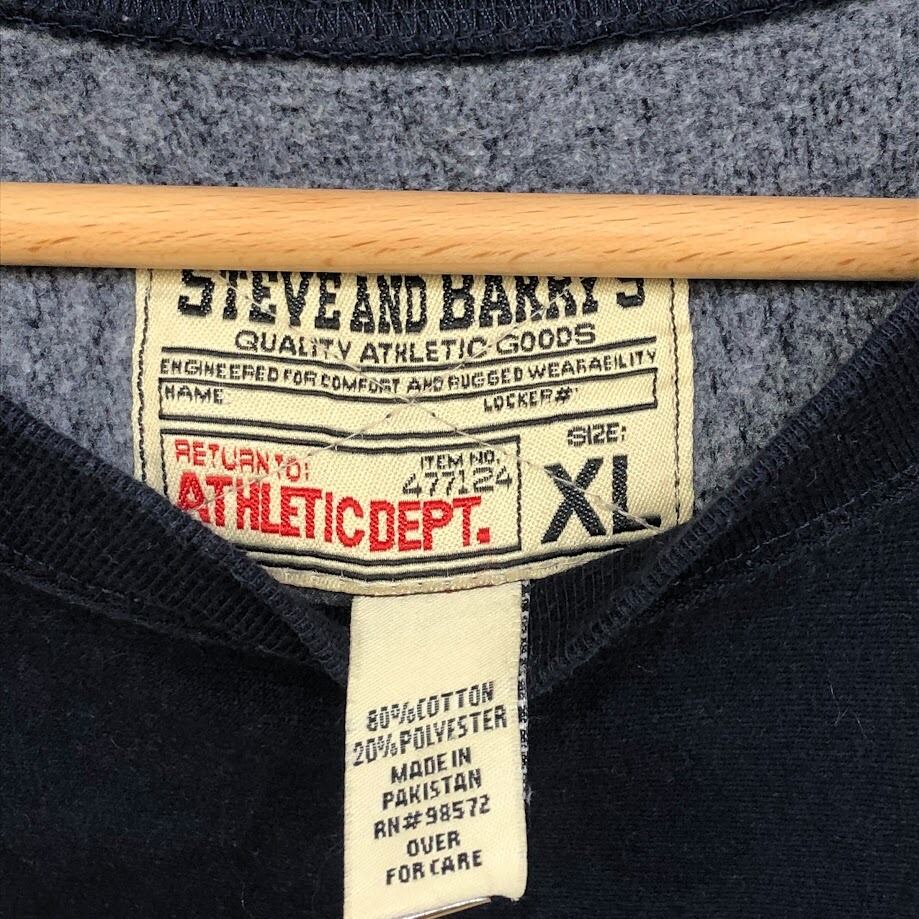 STEVE AND BARRY'S
QUALITY ATHLETIC GOODS
ENGINEERED FOR COMFORT AND RUGGED WEARABILITY
NAME LOCKER#
RETURN TO:
ITEM NO.
477124
ATHLETIC DEPT.
SIZE:
XL
80% COTTON
20% POLYESTER
MADE IN
PAKISTAN
RN#98572
OVER
FOR CARE